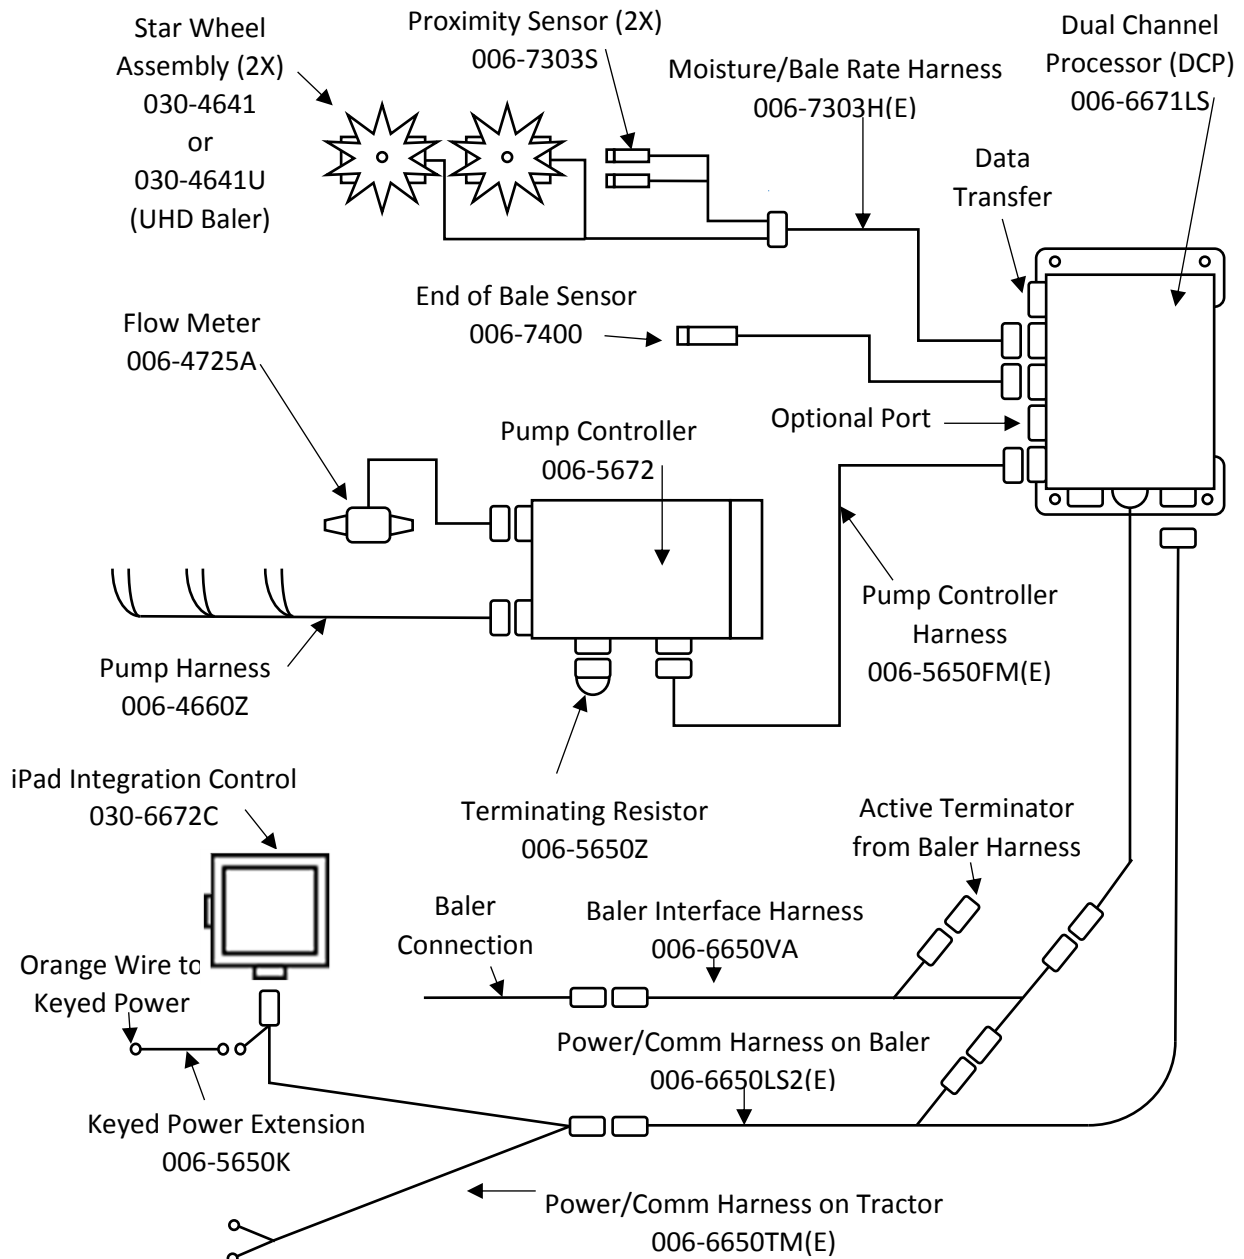 Star Wheel
Assembly (2X)
030-4641
or
030-4641U
(UHD Baler)
Proximity Sensor (2X)
006-7303S
Moisture/Bale Rate Harness
006-7303H(E)
Dual Channel
Processor (DCP)
006-6671LS
Data
Transfer
End of Bale Sensor
006-7400
Flow Meter
006-4725A
Optional Port
Pump Controller
006-5672
Pump Controller
Harness
006-5650FM(E)
Pump Harness
006-4660Z
iPad Integration Control
030-6672C
Terminating Resistor
006-5650Z
Active Terminator
from Baler Harness
Baler
Connection
Baler Interface Harness
006-6650VA
Orange Wire to
Keyed Power
Power/Comm Harness on Baler
006-6650LS2(E)
Keyed Power Extension
006-5650K
Power/Comm Harness on Tractor
006-6650TM(E)